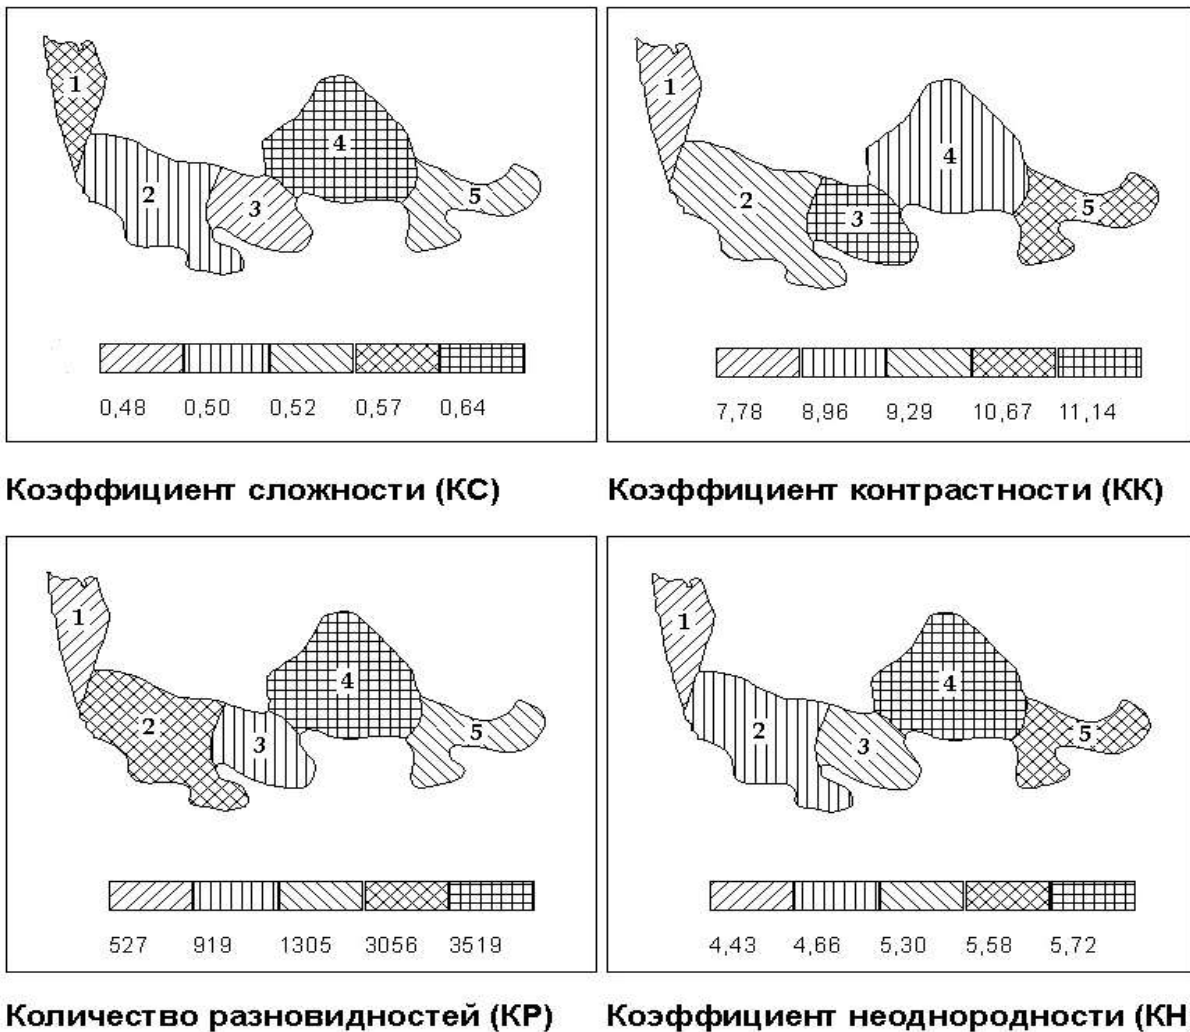 1
2
3
4
5
0,48 0,50 0,52 0,57 0,64
Коэффициент сложности (КС)
1
2
3
4
5
7,78 8,96 9,29 10,67 11,14
Коэффициент контрастности (КК)
1
2
3
4
5
527 919 1305 3056 3519
Количество разновидностей (КР)
1
2
3
4
5
4,43 4,66 5,30 5,58 5,72
Коэффициент неоднородности (КН